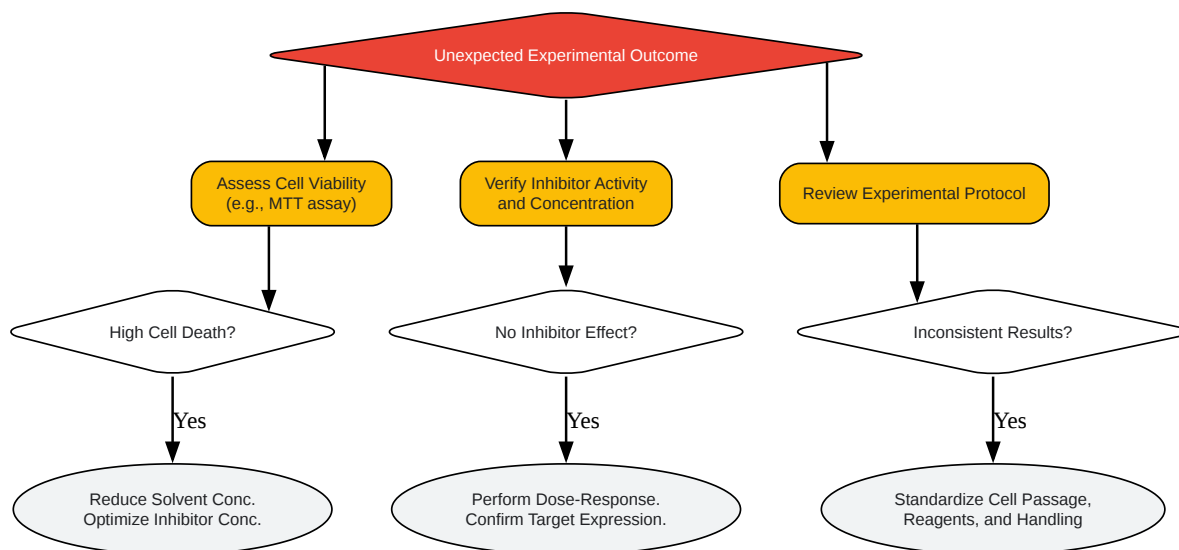 Unexpected Experimental Outcome
Assess Cell Viability
(e.g., MTT assay)
Verify Inhibitor Activity
and Concentration
Review Experimental Protocol
High Cell Death?
No Inhibitor Effect?
Inconsistent Results?
Yes
Yes
Yes
Reduce Solvent Conc.
Optimize Inhibitor Conc.
Perform Dose-Response.
Confirm Target Expression.
Standardize Cell Passage,
Reagents, and Handling